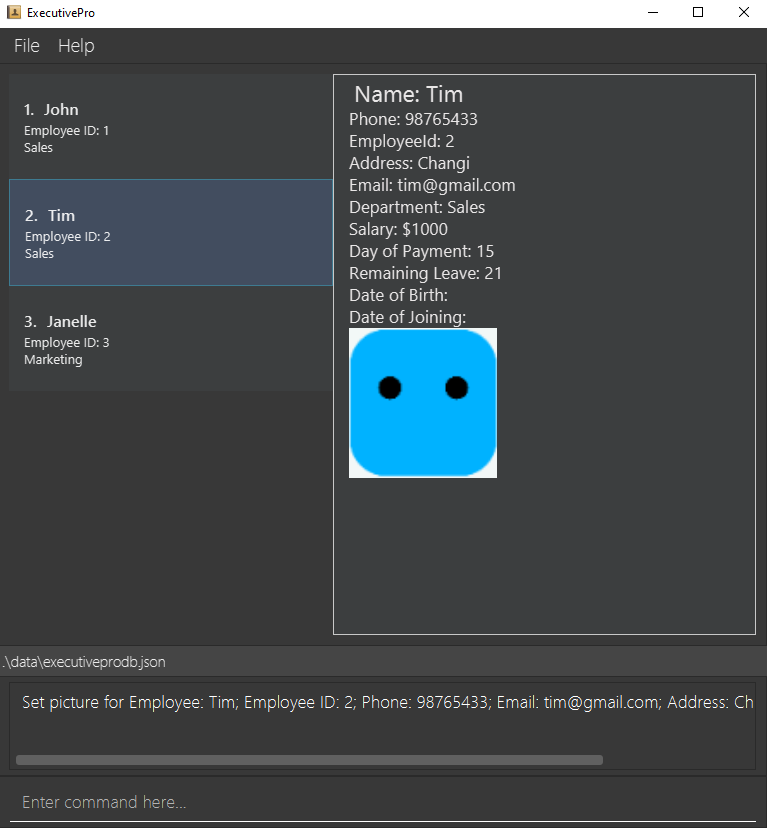 ExecutivePro
File Help
1. John
Employee ID: 1
Sales
2. Tim
Employee ID: 2
Sales
3. Janelle
Employee ID: 3
Marketing
Name: Tim
Phone: 98765433
EmployeeId: 2
Address: Changi
Email: tim@gmail.com
Department: Sales
Salary: $1000
Day of Payment: 15
Remaining Leave: 21
Date of Birth:
Date of Joining:
.\data\executiveprodb.json
Set picture for Employee: Tim; Employee ID: 2; Phone: 98765433; Email: tim@gmail.com; Address: Ch
Enter command here...